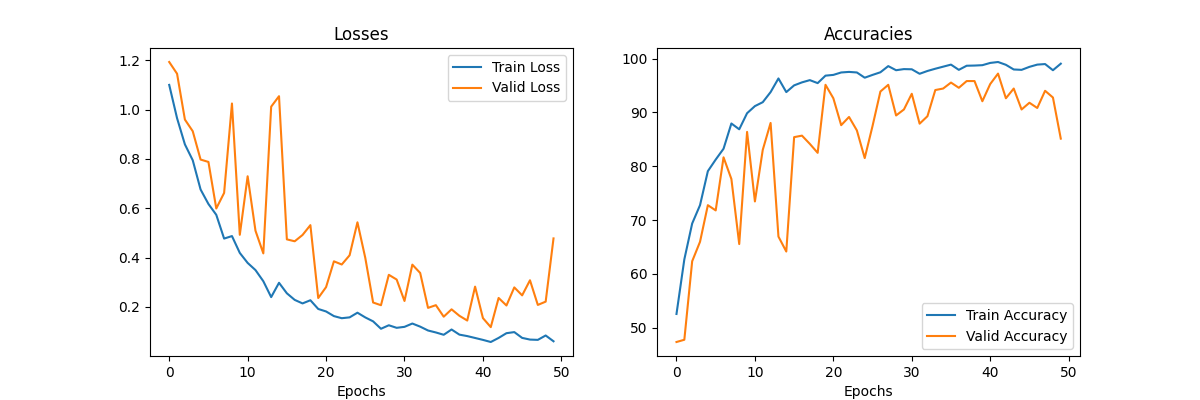 Losses
Train Loss
Valid Loss
1.2
1.0
0.8
0.6
0.4
0.2
0 10 20 30 40 50
Epochs
Accuracies
100
90
80
70
60
50
Train Accuracy
Valid Accuracy
0 10 20 30 40 50
Epochs